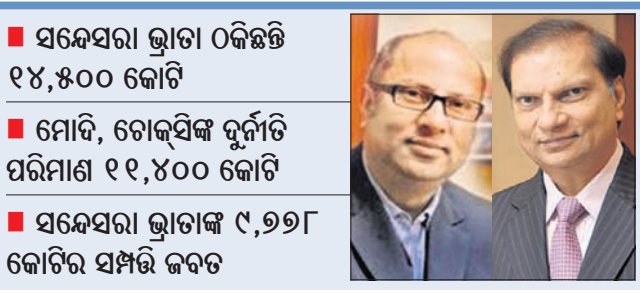 ସନ୍ଦେସରା ଭ୍ରାତା ଠକିଛନ୍ତି
୧୪,୫୦୦ କୋଟି
ମୋଦି, ଚୋକ୍‌ସିଙ୍କ ଦୁର୍ନୀତି
ପରିମାଣ ୧୧,୪୦୦ କୋଟି
ସନ୍ଦେସରା ଭ୍ରାତାଙ୍କ ୯,୭୭୮
କୋଟିର ସମ୍ପତ୍ତି ଜବତ